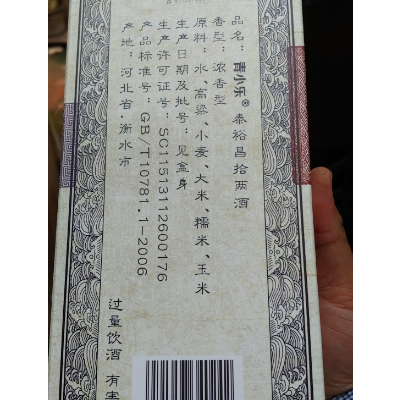 品名：晋小乐® 泰裕昌拾两酒
香型：浓香型
原料：水、高粱、小麦、大米、糯米、玉米
生产日期及批号：见盒身
生产许可证号：SC11513112600176
产品标准号：GB/T10781.1-2006
产地：河北省·衡水市
过量饮酒 有害